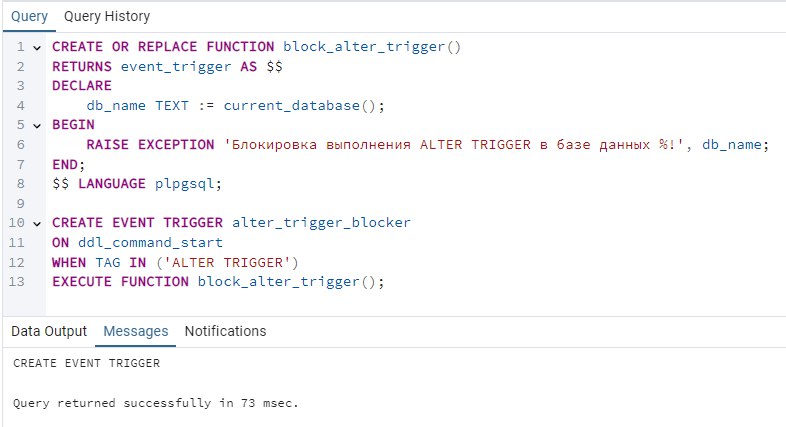 Query Query History
1 CREATE OR REPLACE FUNCTION block_alter_trigger()
2 RETURNS event_trigger AS $$
3 DECLARE
4 db_name TEXT := current_database();
5 BEGIN
6 RAISE EXCEPTION 'Блокировка выполнения ALTER TRIGGER в базе данных %!', db_name;
7 END;
8 $$ LANGUAGE plpgsql;
9
10 CREATE EVENT TRIGGER alter_trigger_blocker
11 ON ddl_command_start
12 WHEN TAG IN ('ALTER TRIGGER')
13 EXECUTE FUNCTION block_alter_trigger();
Data Output Messages Notifications
CREATE EVENT TRIGGER
Query returned successfully in 73 msec.